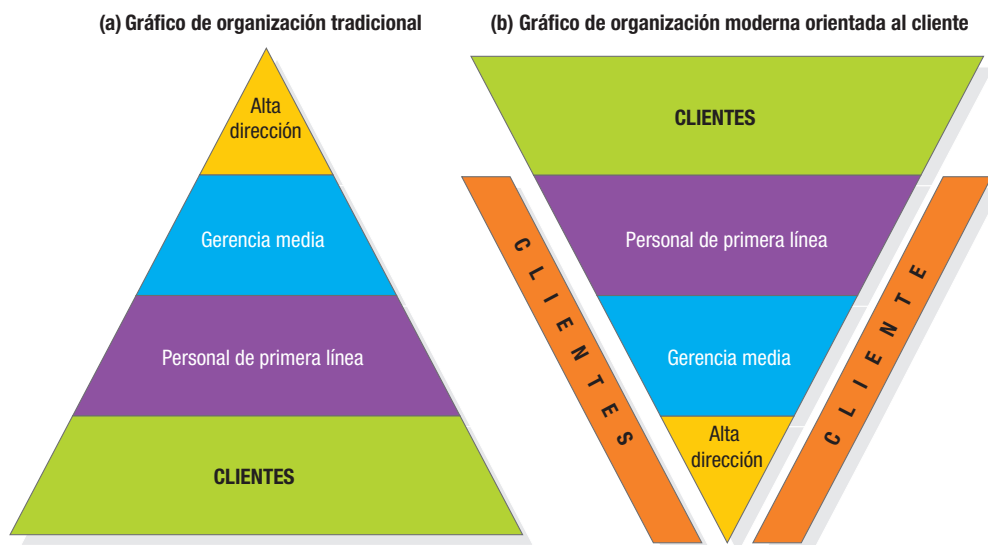 (a) Gráfico de organización tradicional
Alta
dirección
Gerencia media
Personal de primera línea
CLIENTES
(b) Gráfico de organización moderna orientada al cliente
CLIENTES
Personal de primera línea
Gerencia media
Alta
dirección
CLIENTES
CLIENTE